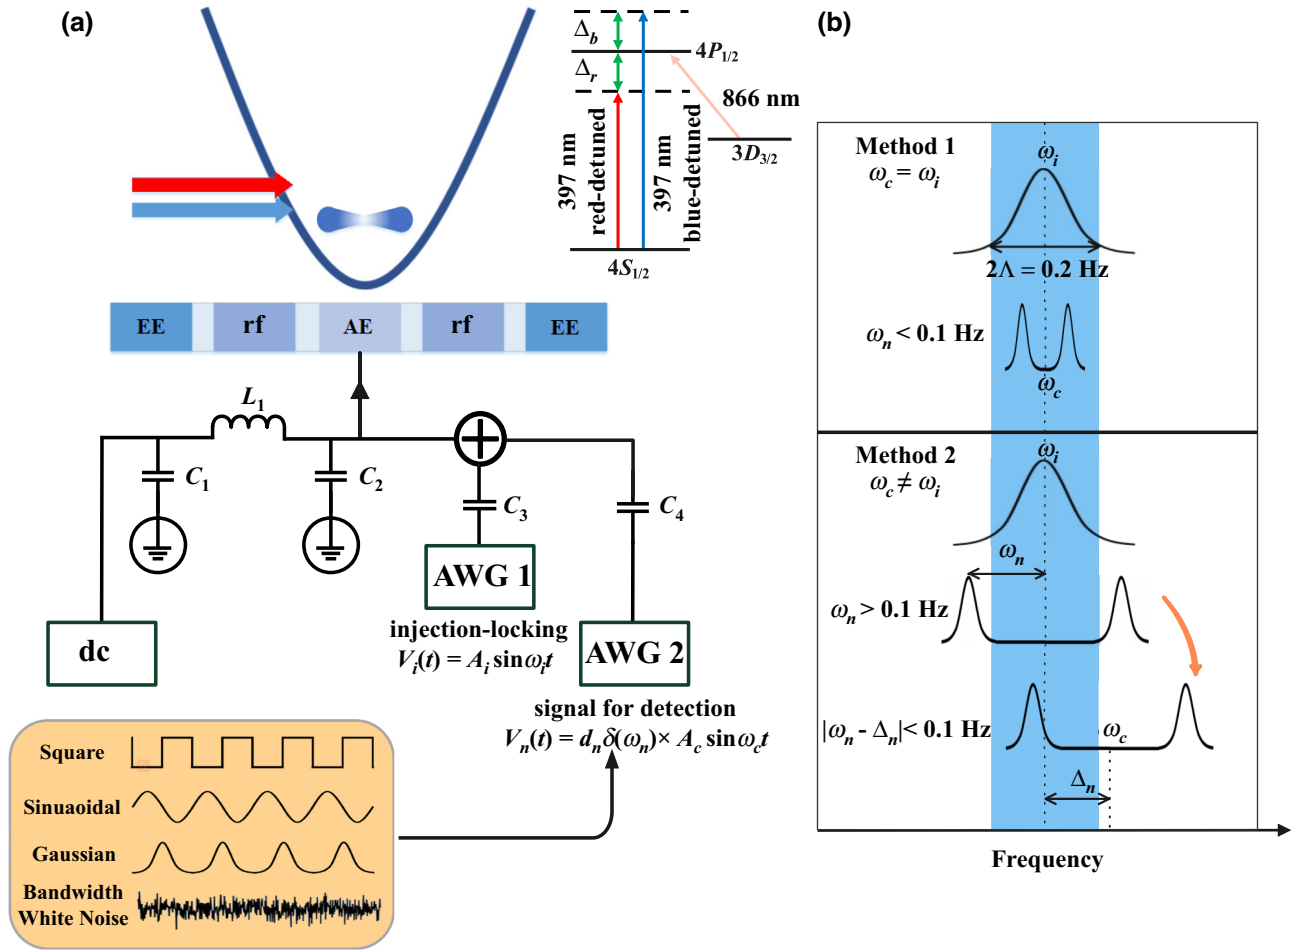 (a)
Δb
Δr
4P1/2
866 nm
3D3/2
397 nm
red-detuned
397 nm
blue-detuned
4S1/2
EE
rf
AE
rf
EE
L1
C1
C2
C3
C4
AWG 1
injection-locking
Vi(t) = Ai sinωit
dc
AWG 2
signal for detection
Vn(t) = dnδ(ωn)× Ac sinωct
Square
Sinuaoidal
Gaussian
Bandwidth
White Noise
(b)
Method 1
ωc = ωi
ωi
2Λ = 0.2 Hz
ωn < 0.1 Hz
ωc
Method 2
ωc ≠ ωi
ωi
ωn
ωn > 0.1 Hz
|ωn - Δn|< 0.1 Hz
ωc
Δn
Frequency